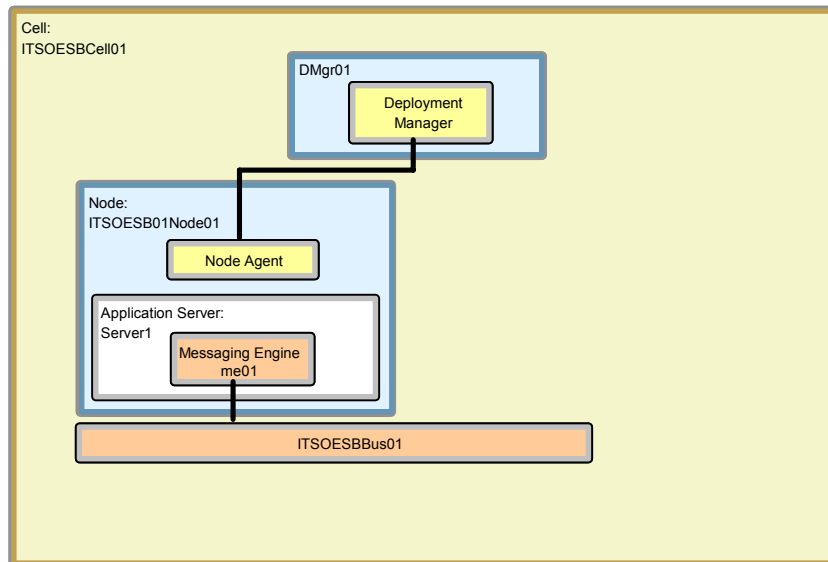 Cell:
ITSOESBCell01
DMgr01
Deployment
Manager
Node:
ITSOESB01Node01
Node Agent
Application Server:
Server1
Messaging Engine
me01
ITSOESBBus01